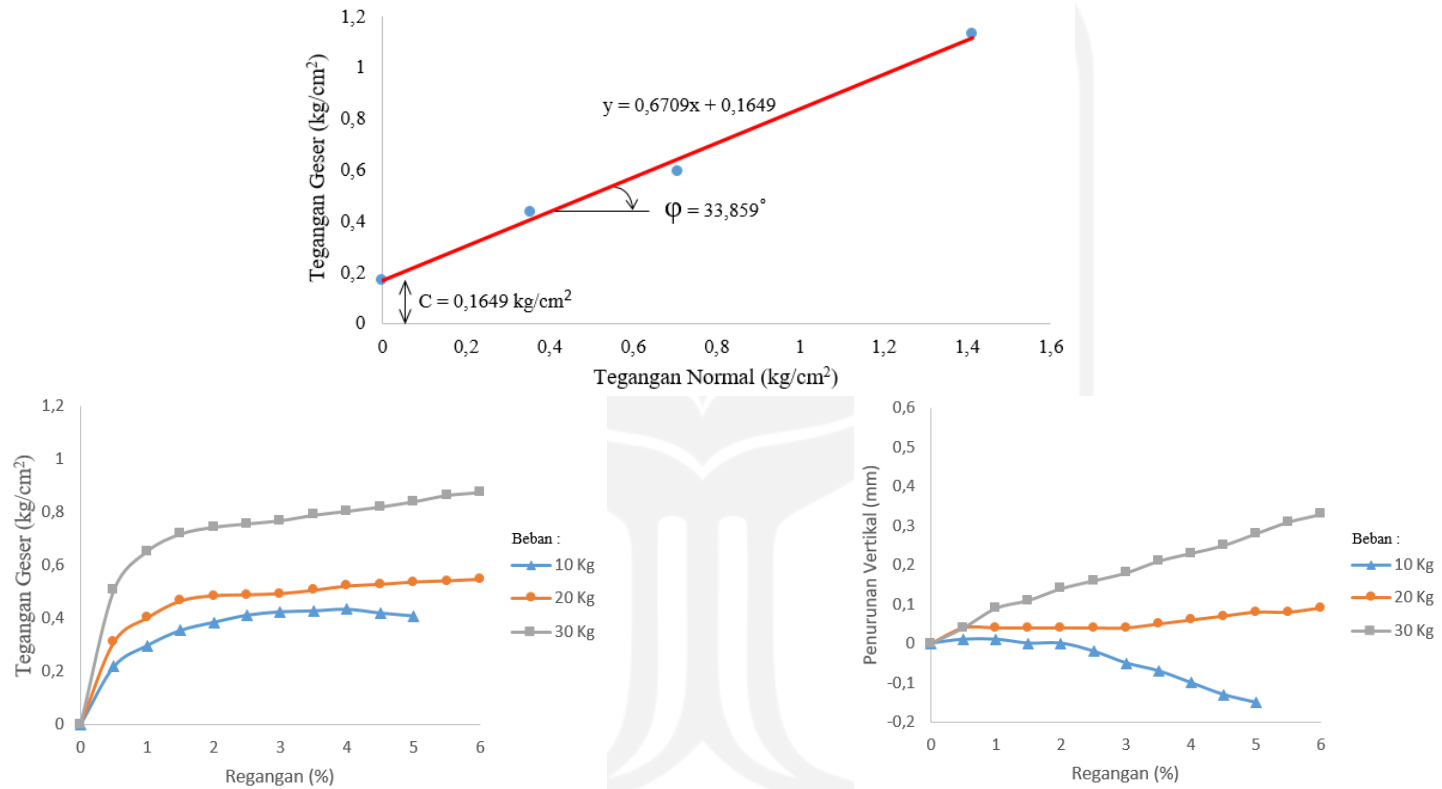 Tegangan Geser (kg/cm²)
1,2
1
0,8
0,6
0,4
0,2
0
y = 0,6709x + 0,1649
φ = 33,859°
C = 0,1649 kg/cm²
0 0,2 0,4 0,6 0,8 1 1,2 1,4 1,6
Tegangan Normal (kg/cm²)
Tegangan Geser (kg/cm²)
1,2
1
0,8
0,6
0,4
0,2
0
0 1 2 3 4 5 6
Regangan (%)
Beban :
10 Kg
20 Kg
30 Kg
Penurunan Vertikal (mm)
0,6
0,5
0,4
0,3
0,2
0,1
0
-0,1
-0,2
0 1 2 3 4 5 6
Regangan (%)
Beban :
10 Kg
20 Kg
30 Kg